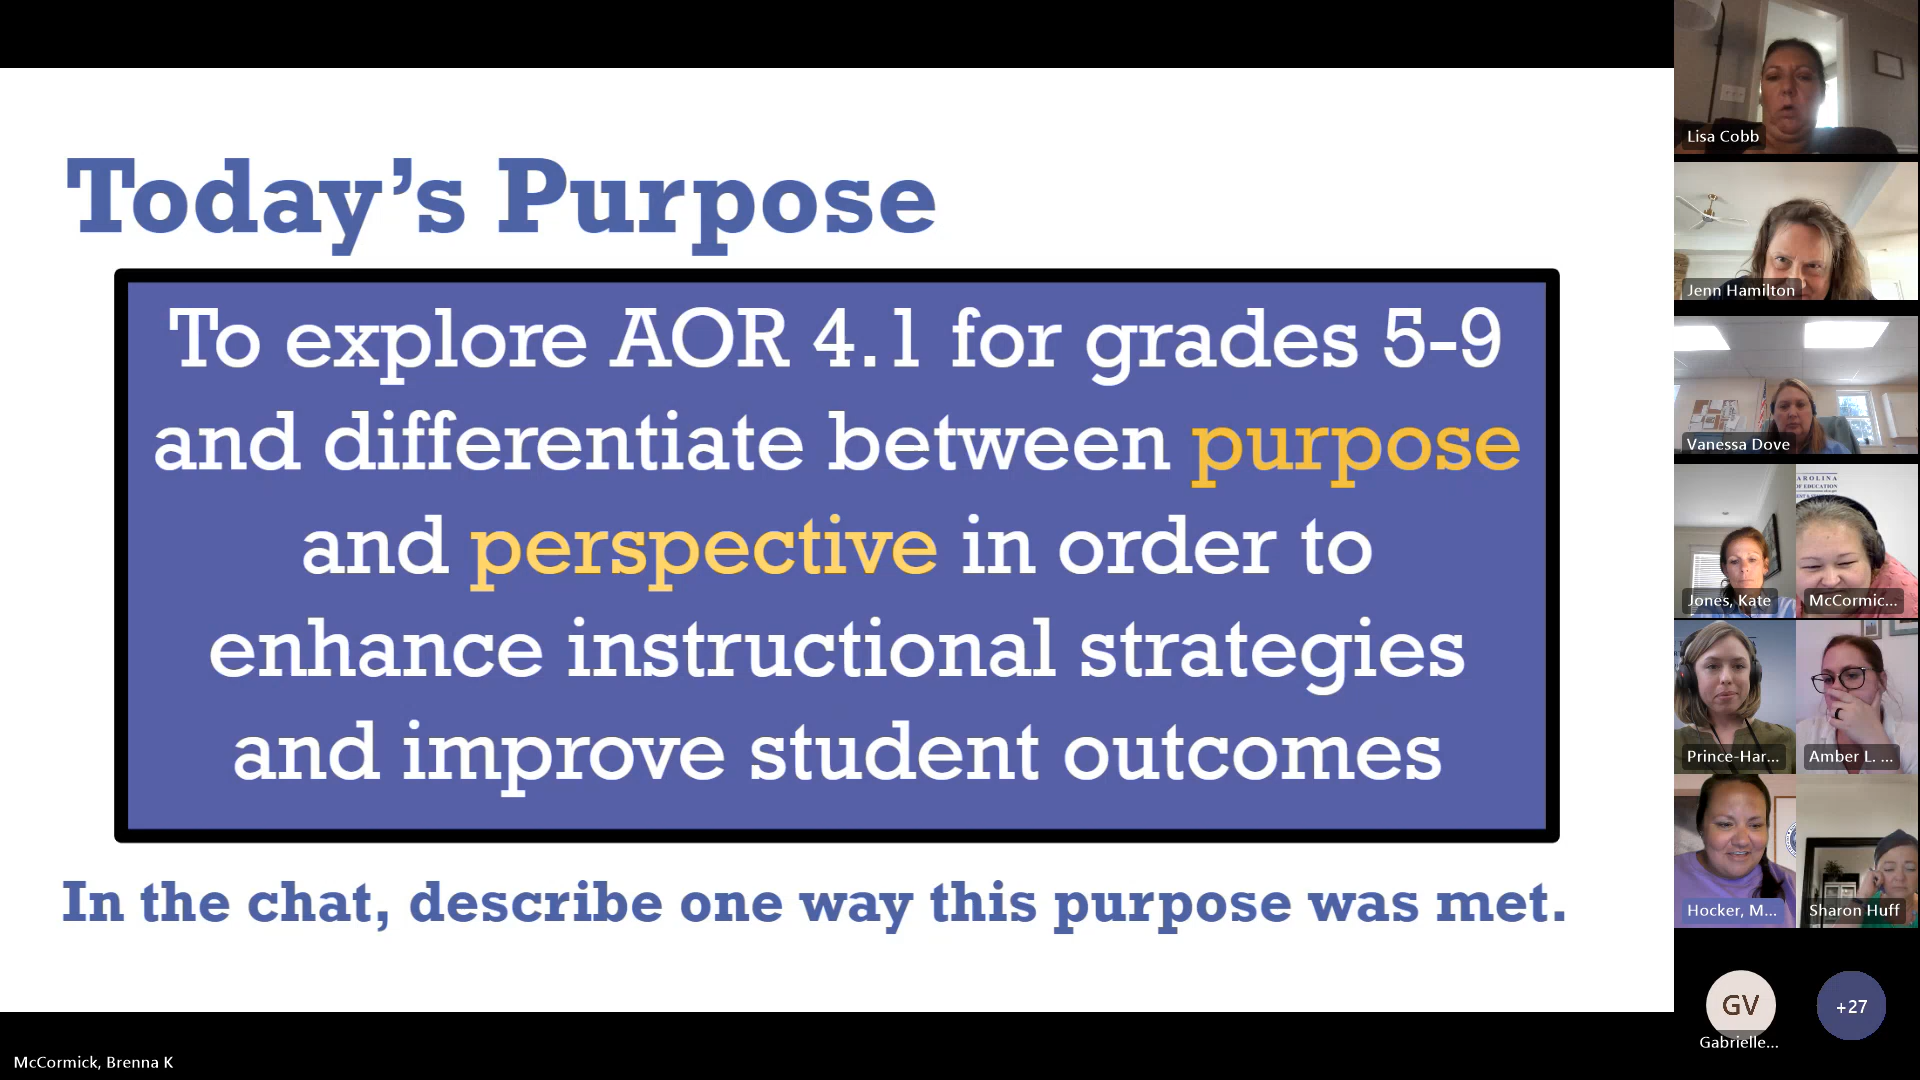 Today's Purpose
To explore AOR 4.1 for grades 5-9
and differentiate between purpose
and perspective in order to
enhance instructional strategies
and improve student outcomes
In the chat, describe one way this purpose was met.
McCormick, Brenna K
Lisa Cobb
Jenn Hamilton
Vanessa Dove
Jones, Kate
AROLINA
OF EDUCATION
McCormic...
Prince-Har...
Amber L. ...
Hocker, M...
Sharon Huff
GV
Gabrielle...
+27